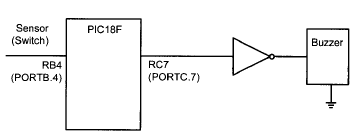 Sensor
(Switch)
PIC18F
Buzzer
RB4
(PORTB.4)
RC7
(PORTC.7)